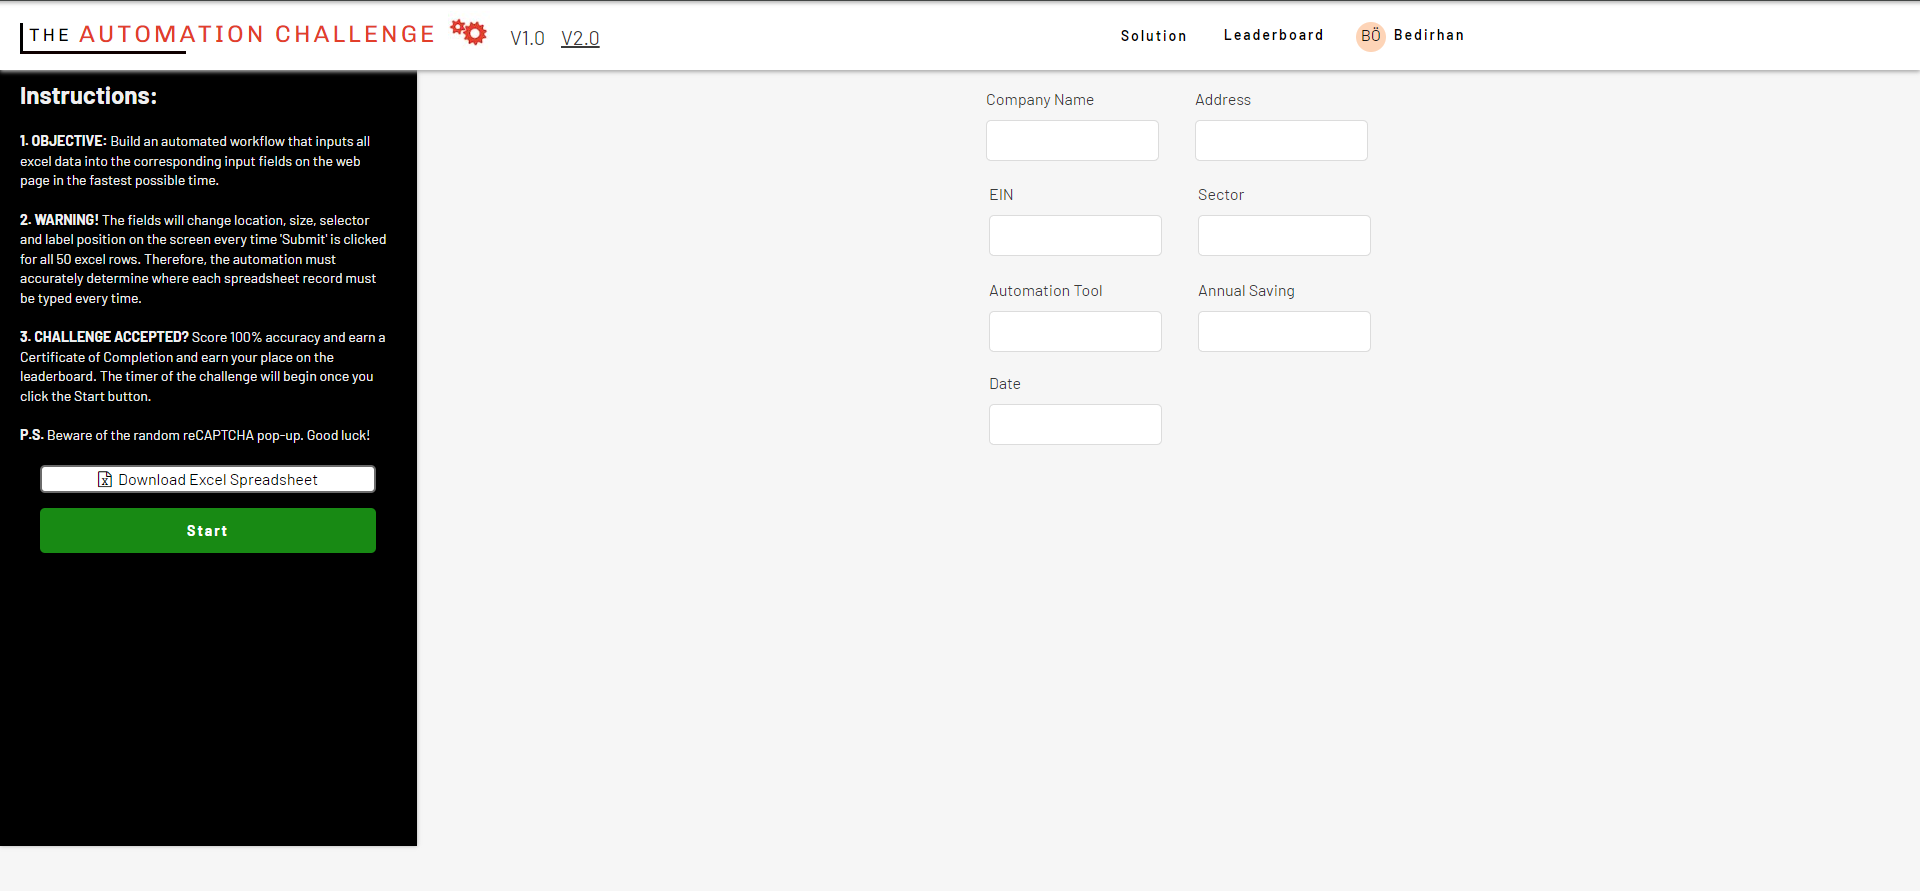 THE AUTOMATION CHALLENGE V1.0 V2.0 Solution Leaderboard BÖ Bedirhan
Instructions:
1. OBJECTIVE: Build an automated workflow that inputs all
excel data into the corresponding input fields on the web
page in the fastest possible time.
2. WARNING! The fields will change location, size, selector
and label position on the screen every time 'Submit' is clicked
for all 50 excel rows. Therefore, the automation must
accurately determine where each spreadsheet record must
be typed every time.
3. CHALLENGE ACCEPTED? Score 100% accuracy and earn a
Certificate of Completion and earn your place on the
leaderboard. The timer of the challenge will begin once you
click the Start button.
P.S. Beware of the random reCAPTCHA pop-up. Good luck!
Download Excel Spreadsheet
Start
Company Name Address
EIN Sector
Automation Tool Annual Saving
Date